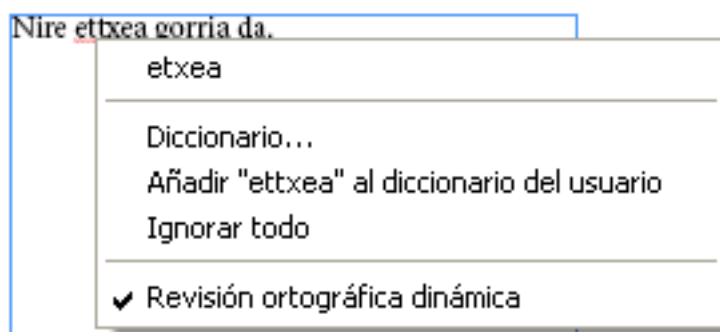 Nire ettxea gorria da.
etxea
Diccionario...
Añadir "ettxea" al diccionario del usuario
Ignorar todo
Revisión ortográfica dinámica